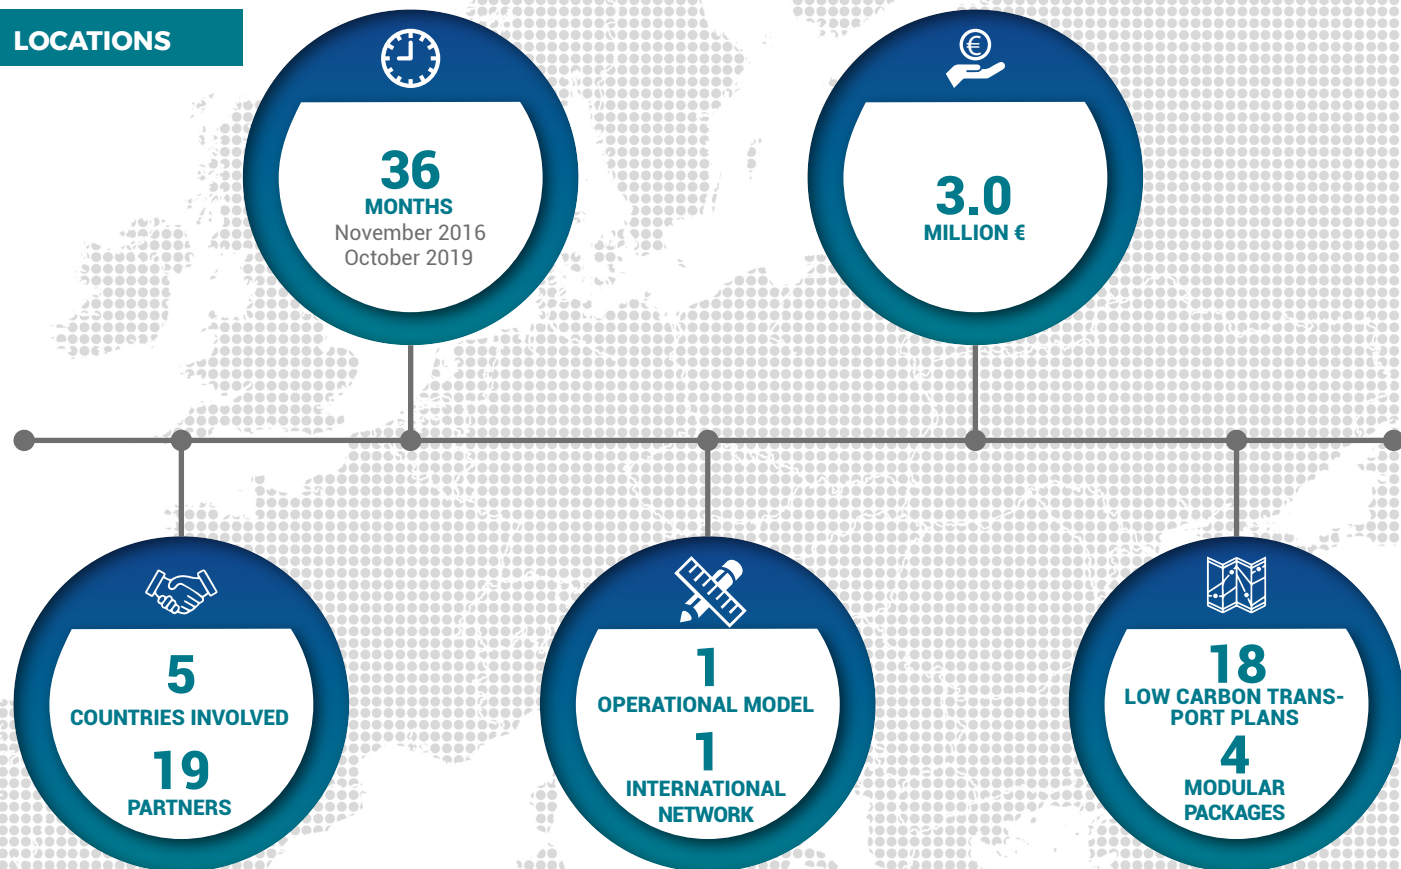 LOCATIONS
36
MONTHS
November 2016
October 2019
€
3.0
MILLION €
5
COUNTRIES INVOLVED
19
PARTNERS
1
OPERATIONAL MODEL
1
INTERNATIONAL
NETWORK
18
LOW CARBON TRANS-
PORT PLANS
4
MODULAR
PACKAGES